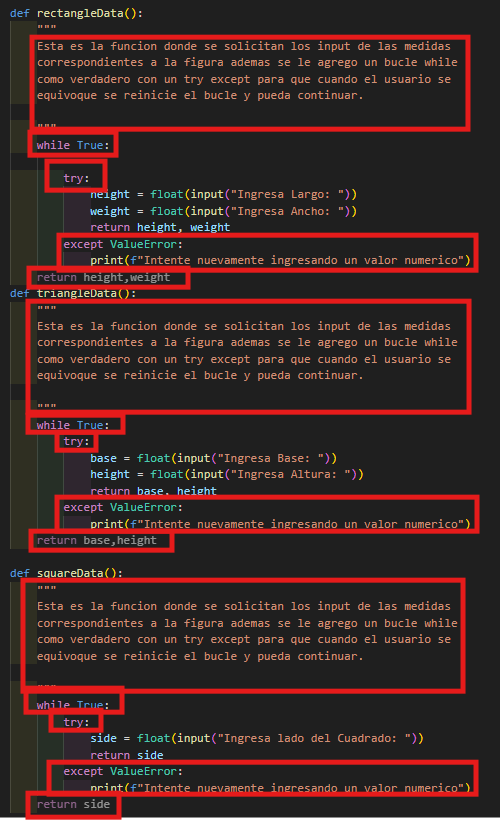 def rectangleData():
"""
Esta es la funcion donde se solicitan los input de las medidas
correspondientes a la figura ademas se le agrego un bucle while
como verdadero con un try except para que cuando el usuario se
equivoque se reinicie el bucle y pueda continuar.
"""
while True:
try:
height = float(input("Ingresa Largo: "))
weight = float(input("Ingresa Ancho: "))
return height, weight
except ValueError:
print(f"Intente nuevamente ingresando un valor numerico")
return height,weight
def triangleData():
"""
Esta es la funcion donde se solicitan los input de las medidas
correspondientes a la figura ademas se le agrego un bucle while
como verdadero con un try except para que cuando el usuario se
equivoque se reinicie el bucle y pueda continuar.
"""
while True:
try:
base = float(input("Ingresa Base: "))
height = float(input("Ingresa Altura: "))
return base, height
except ValueError:
print(f"Intente nuevamente ingresando un valor numerico")
return base,height
def squareData():
"""
Esta es la funcion donde se solicitan los input de las medidas
correspondientes a la figura ademas se le agrego un bucle while
como verdadero con un try except para que cuando el usuario se
equivoque se reinicie el bucle y pueda continuar.
"""
while True:
try:
side = float(input("Ingresa lado del Cuadrado: "))
return side
except ValueError:
print(f"Intente nuevamente ingresando un valor numerico")
return side